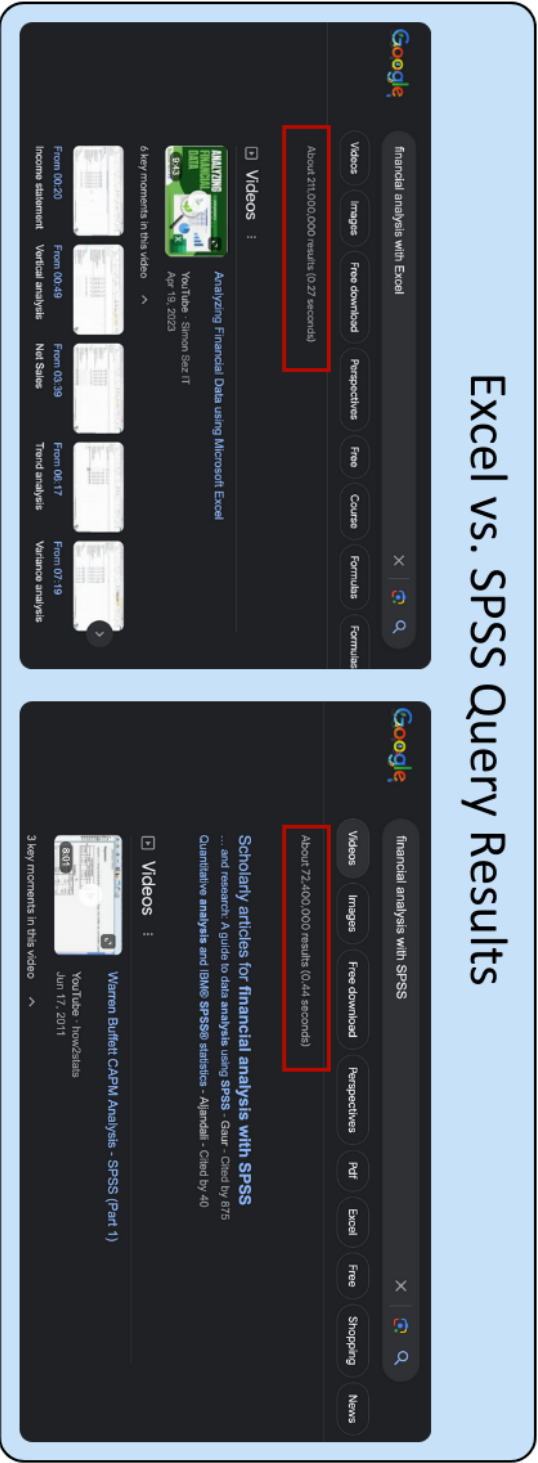 Excel vs. SPSS Query Results
Google
financial analysis with Excel
Videos
Images
Free download
Perspectives
Free
Course
Formulas
Formulas
About 211,000,000 results (0.27 seconds)
Videos
ANALYZING
FINANCIAL
DATA
9:43
Analyzing Financial Data using Microsoft Excel
YouTube · Simon Sez IT
Apr 19, 2023
6 key moments in this video
From 00:20
Income statement
From 00:49
Vertical analysis
From 03:39
Net Sales
From 06:17
Trend analysis
From 07:19
Variance analysis
Google
financial analysis with SPSS
Videos
Images
Free download
Perspectives
Pdf
Excel
Free
Shopping
News
About 72,400,000 results (0.44 seconds)
Scholarly articles for financial analysis with SPSS
... and research: A guide to data analysis using SPSS - Gaur - Cited by 875
Quantitative analysis and IBM® SPSS® statistics - Aljandali - Cited by 40
Videos
8:01
Warren Buffett CAPM Analysis - SPSS (Part 1)
YouTube · how2stats
Jun 17, 2011
3 key moments in this video